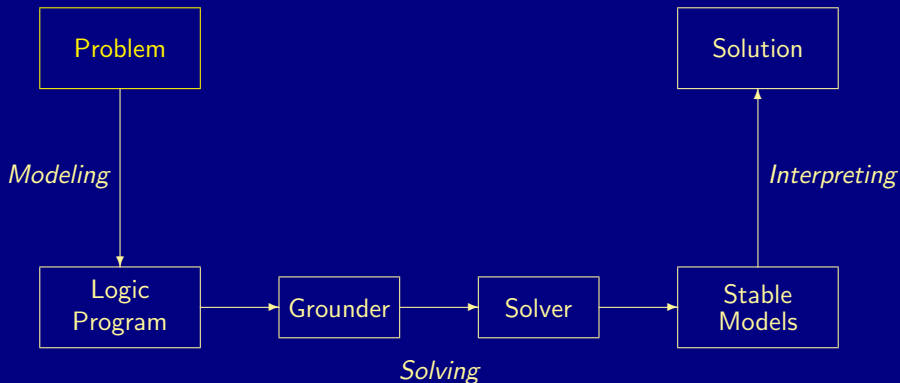 Problem
Solution
Modeling
Interpreting
Logic
Program
Grounder
Solver
Stable
Models
Solving